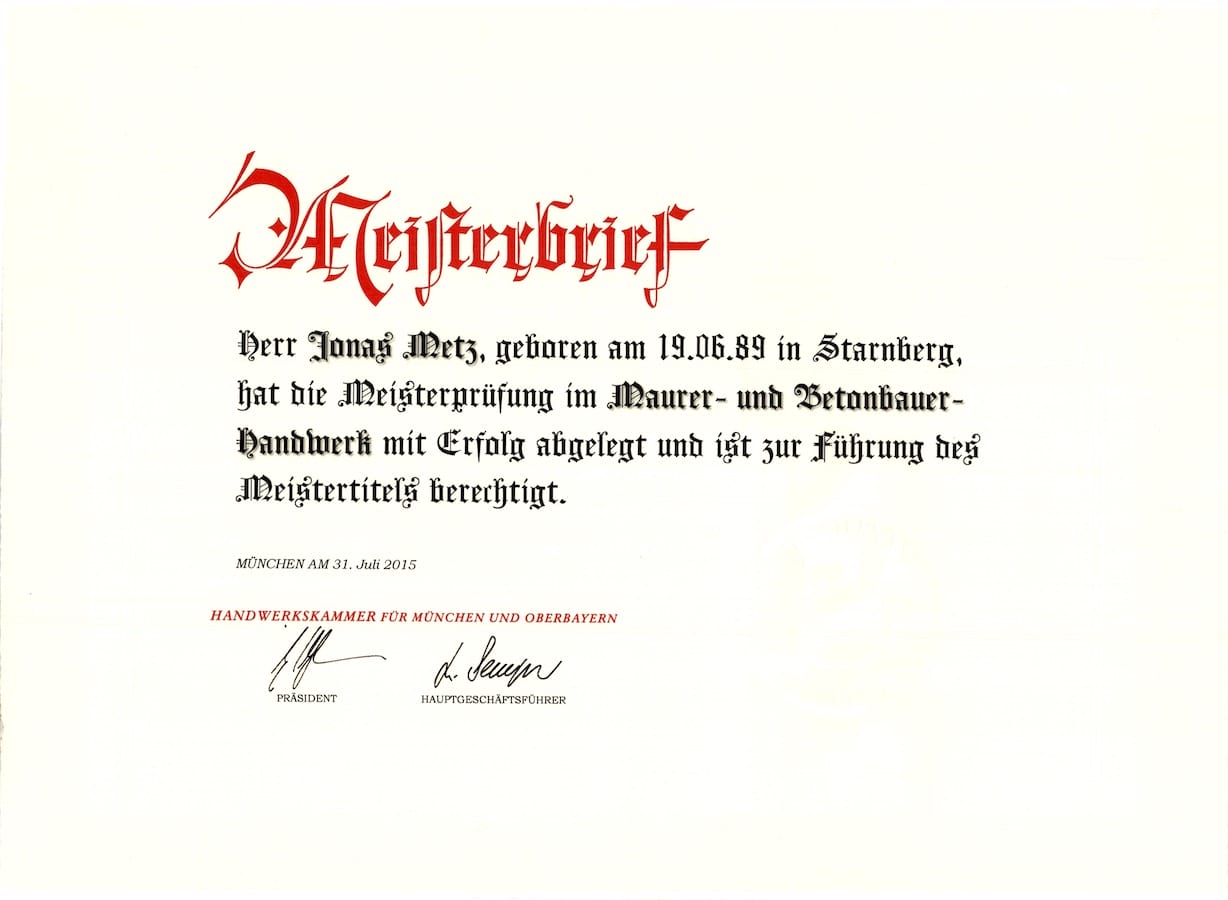 Meisterbrief
Herr Jonas Metz, geboren am 19.06.89 in Starnberg,
hat die Meisterprüfung im Maurer- und Betonbauer-
Handwerk mit Erfolg abgelegt und ist zur Führung des
Meistertitels berechtigt.
MÜNCHEN AM 31. Juli 2015
HANDWERKSKAMMER FÜR MÜNCHEN UND OBERBAYERN
PRÄSIDENT HAUPTGESCHÄFTSFÜHRER